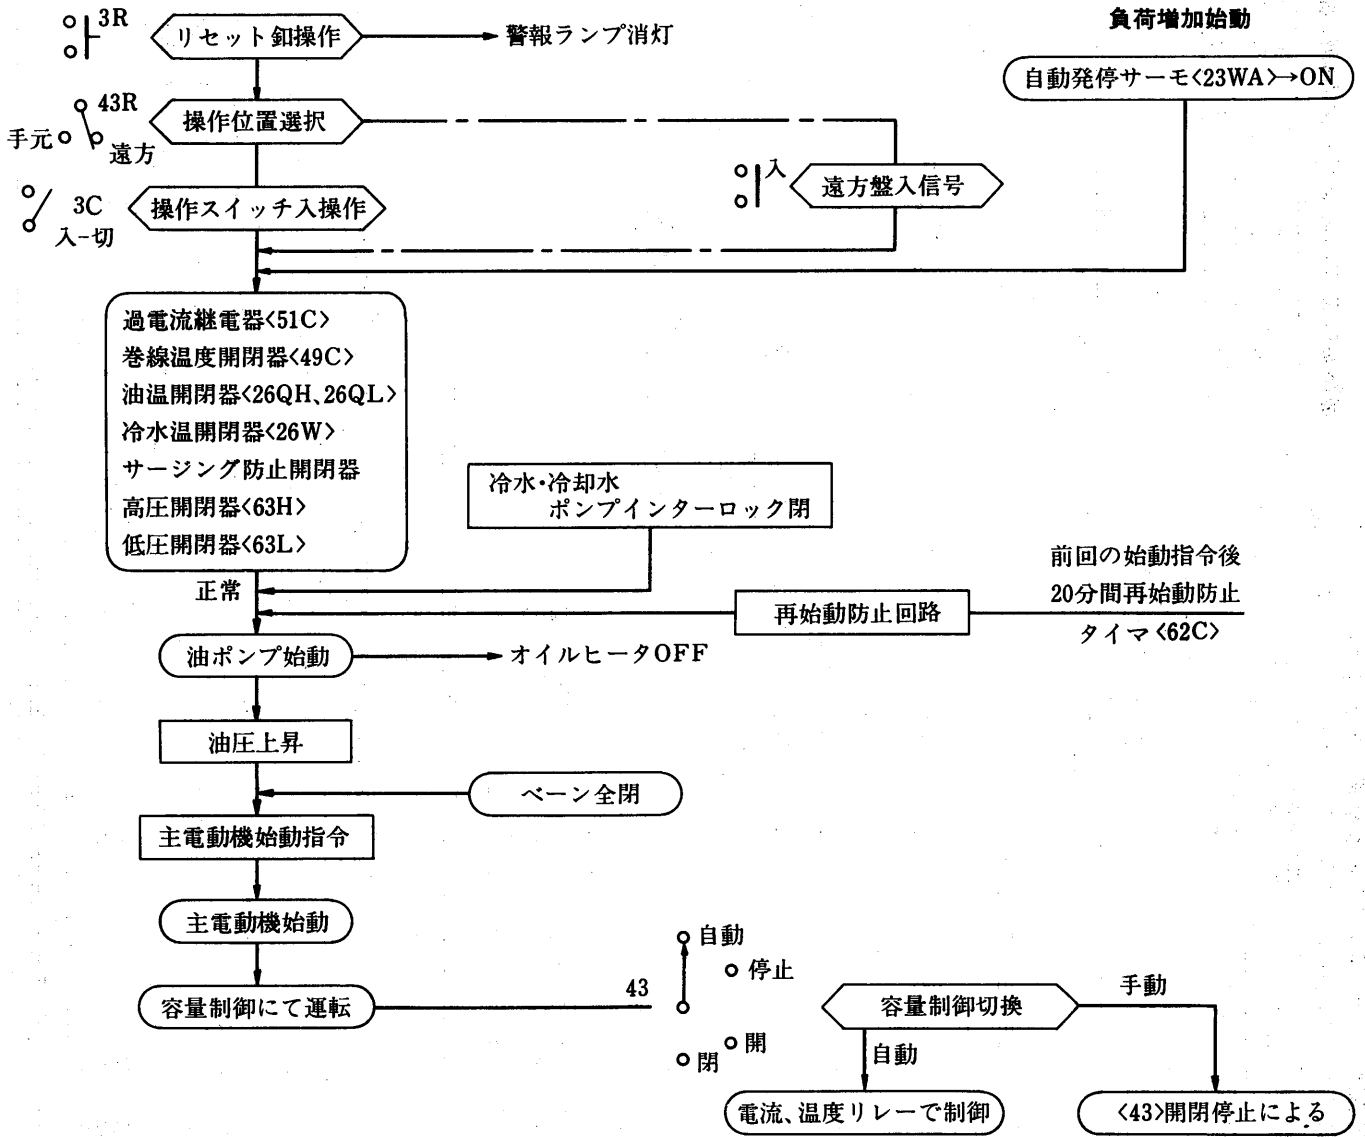 3R
リセット釦操作
警報ランプ消灯
負荷増加始動
自動発停サーモ<23WA>→ON
43R
手元
遠方
操作位置選択
入
遠方盤入信号
3C
入-切
操作スイッチ入操作
過電流継電器<51C>
巻線温度開閉器<49C>
油温開閉器<26QH、26QL>
冷水温開閉器<26W>
サージング防止開閉器
高圧開閉器<63H>
低圧開閉器<63L>
冷水・冷却水
ポンプインターロック閉
正常
前回の始動指令後
20分間再始動防止
タイマ<62C>
再始動防止回路
油ポンプ始動
オイルヒータOFF
油圧上昇
ベーン全閉
主電動機始動指令
主電動機始動
容量制御にて運転
43
自動
停止
開
閉
容量制御切換
手動
自動
電流、温度リレーで制御
<43>開閉停止による